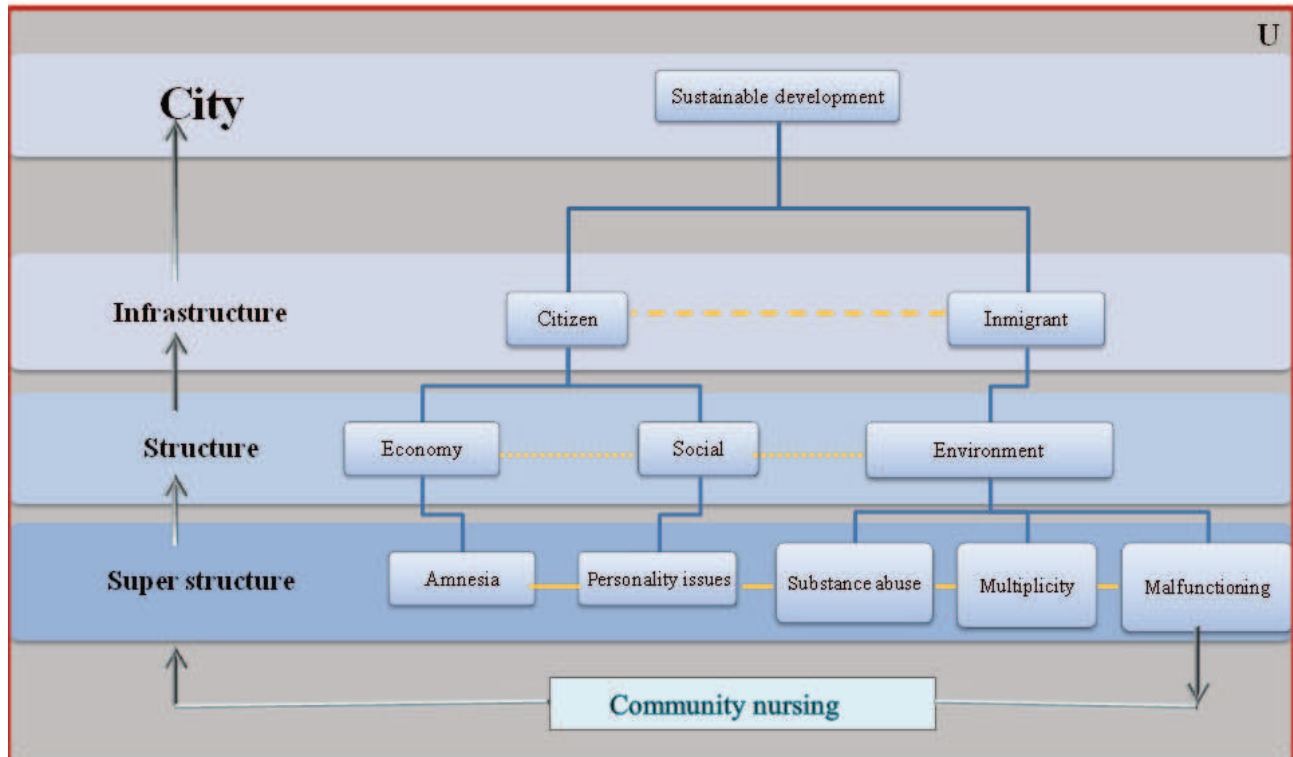 U
City
Sustainable development
Infrastructure
Citizen
Inmigrant
Structure
Economy
Social
Environment
Super structure
Amnesia
Personality issues
Substance abuse
Multiplicity
Malfunctioning
Community nursing